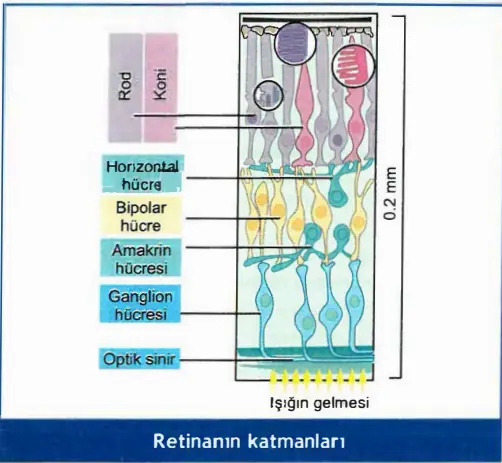 Rod
Koni
Horizontal
hücre
Bipolar
hücre
Amakrin
hücresi
Ganglion
hücresi
Optik sinir
0.2 mm
Işığın gelmesi
Retinanın katmanları